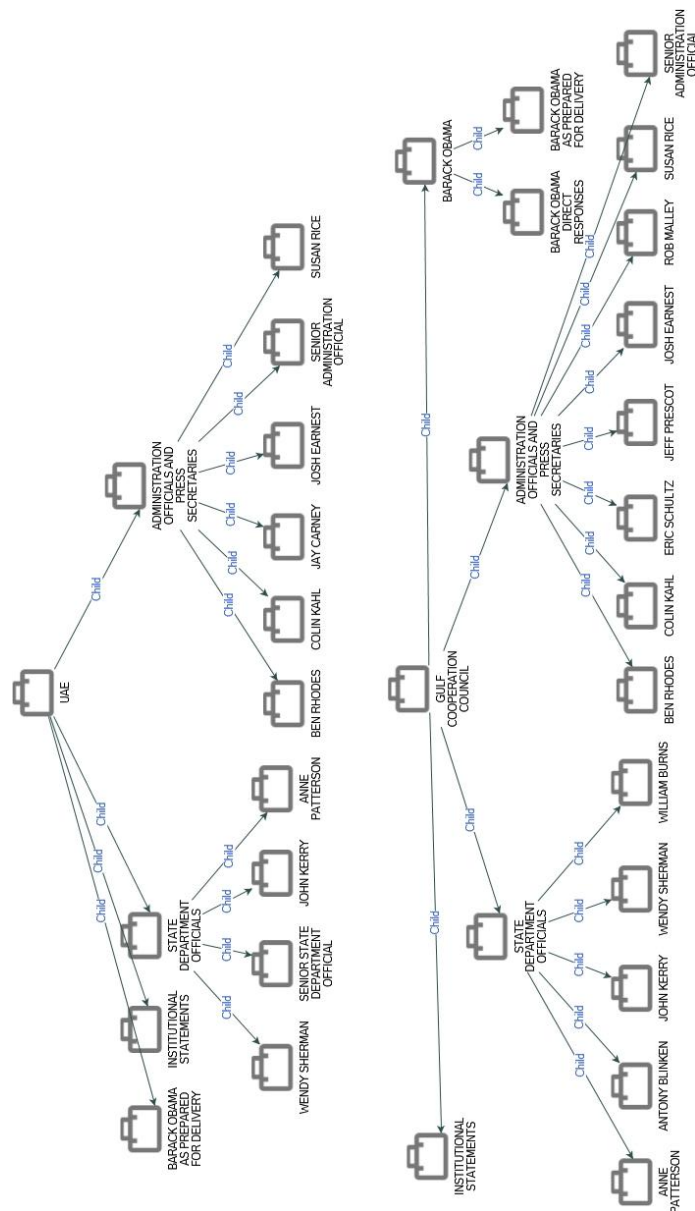 UAE
Child
Child
Child
Child
BARACK OBAMA
AS PREPARED
FOR DELIVERY
INSTITUTIONAL
STATEMENTS
STATE
DEPARTMENT
OFFICIALS
ADMINISTRATION
OFFICIALS AND
PRESS
SECRETARIES
Child
Child
Child
Child
Child
Child
Child
Child
Child
Child
WENDY SHERMAN
SENIOR STATE
DEPARTMENT
OFFICIAL
JOHN KERRY
ANNE
PATTERSON
BEN RHODES
COLIN KAHL
JAY CARNEY
JOSH EARNEST
SENIOR
ADMINISTRATION
OFFICIAL
SUSAN RICE
GULF
COOPERATION
COUNCIL
Child
Child
Child
Child
INSTITUTIONAL
STATEMENTS
BARACK OBAMA
Child
Child
BARACK OBAMA
DIRECT
RESPONSES
BARACK OBAMA
AS PREPARED
FOR DELIVERY
STATE
DEPARTMENT
OFFICIALS
ADMINISTRATION
OFFICIALS AND
PRESS
SECRETARIES
Child
Child
Child
Child
Child
Child
Child
Child
Child
Child
Child
Child
Child
ANNE
PATTERSON
ANTONY BLINKEN
JOHN KERRY
WENDY SHERMAN
WILLIAM BURNS
BEN RHODES
COLIN KAHL
ERIC SCHULTZ
JEFF PRESCOT
JOSH EARNEST
ROB MALLEY
SUSAN RICE
SENIOR
ADMINISTRATION
OFFICIAL